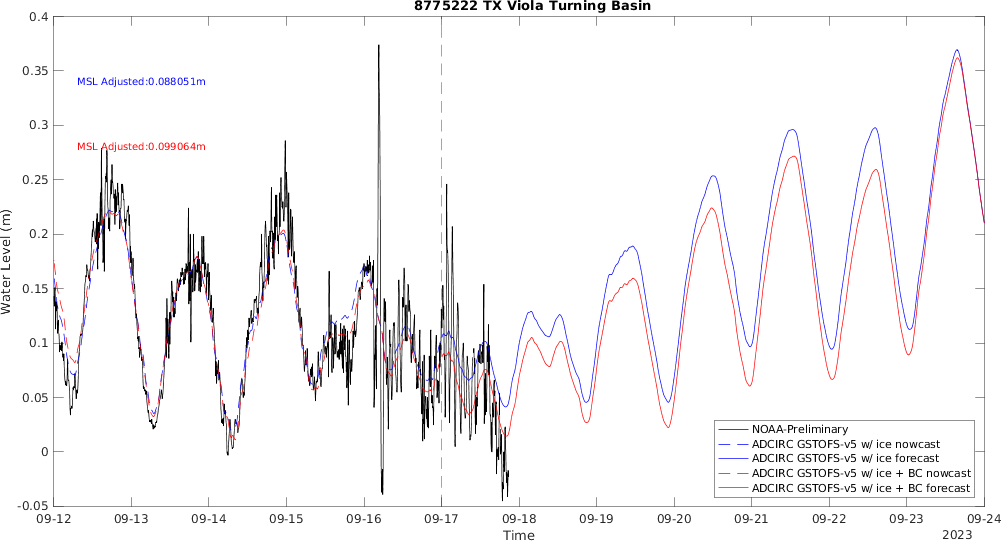 8775222 TX Viola Turning Basin
0.4
0.35
0.3
0.25
0.2
0.15
0.1
0.05
0
-0.05
Water Level (m)
MSL Adjusted:0.088051m
MSL Adjusted:0.099064m
NOAA-Preliminary
ADCIRC GSTOFS-v5 w/ ice nowcast
ADCIRC GSTOFS-v5 w/ ice forecast
ADCIRC GSTOFS-v5 w/ ice + BC nowcast
ADCIRC GSTOFS-v5 w/ ice + BC forecast
09-12 09-13 09-14 09-15 09-16 09-17 09-18 09-19 09-20 09-21 09-22 09-23 09-24
Time
2023